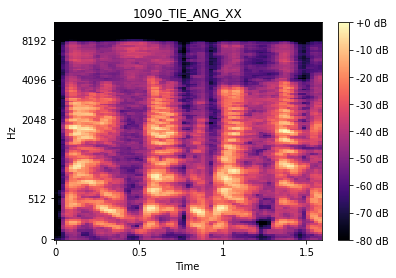 1090_TIE_ANG_XX
8192
4096
2048
1024
512
0
Hz
0
0.5
1
1.5
Time
+0 dB
-10 dB
-20 dB
-30 dB
-40 dB
-50 dB
-60 dB
-70 dB
-80 dB